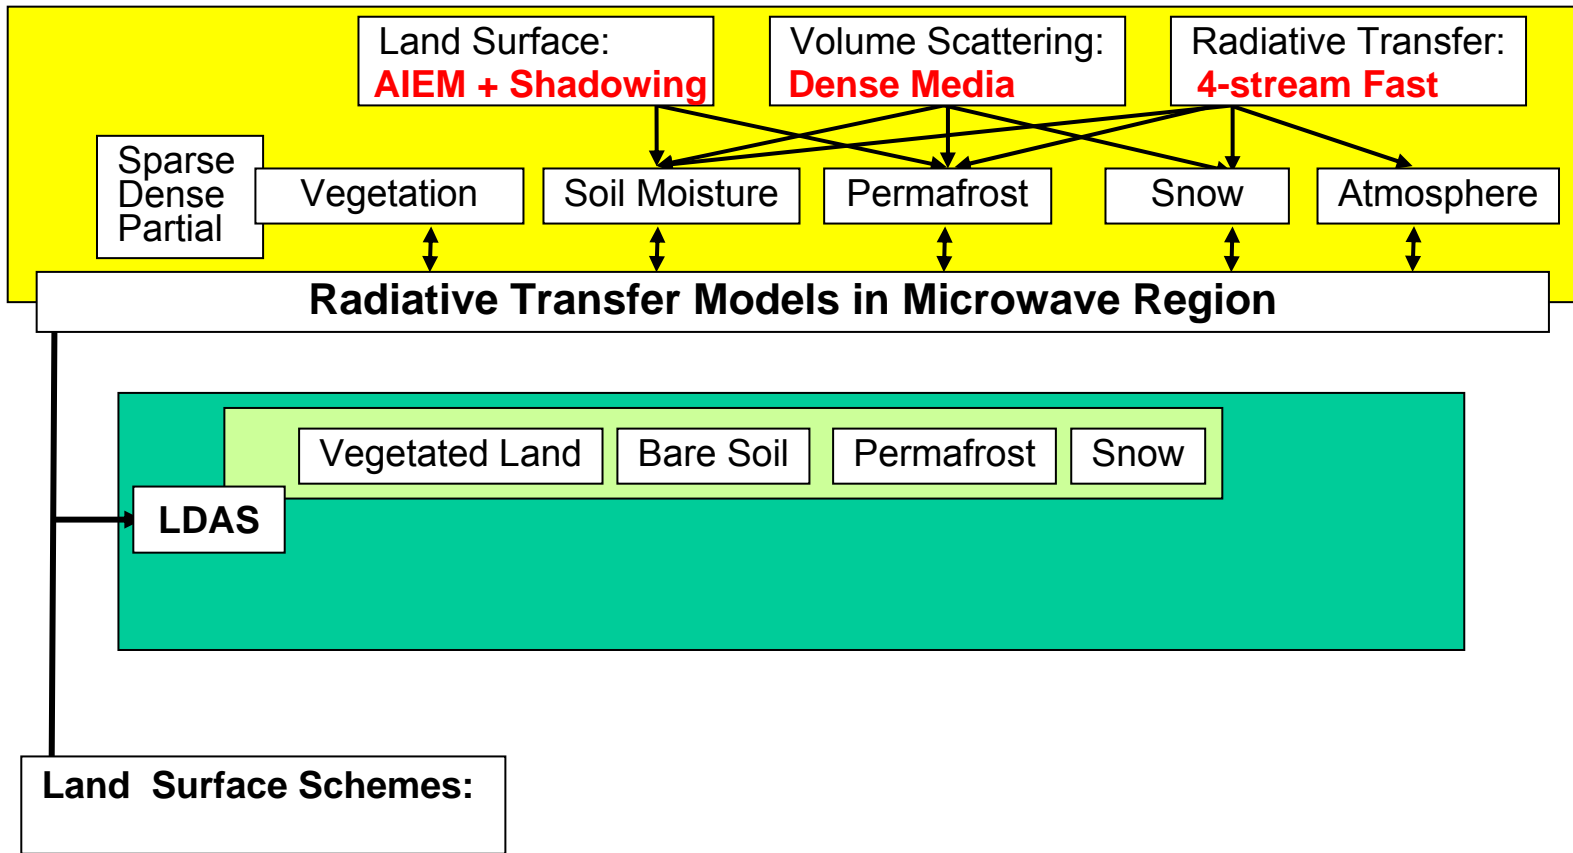 Land Surface:
AIEM + Shadowing
Volume Scattering:
Dense Media
Radiative Transfer:
4-stream Fast
Sparse
Dense
Partial
Vegetation
Soil Moisture
Permafrost
Snow
Atmosphere
Radiative Transfer Models in Microwave Region
Vegetated Land
Bare Soil
Permafrost
Snow
LDAS
Land Surface Schemes: